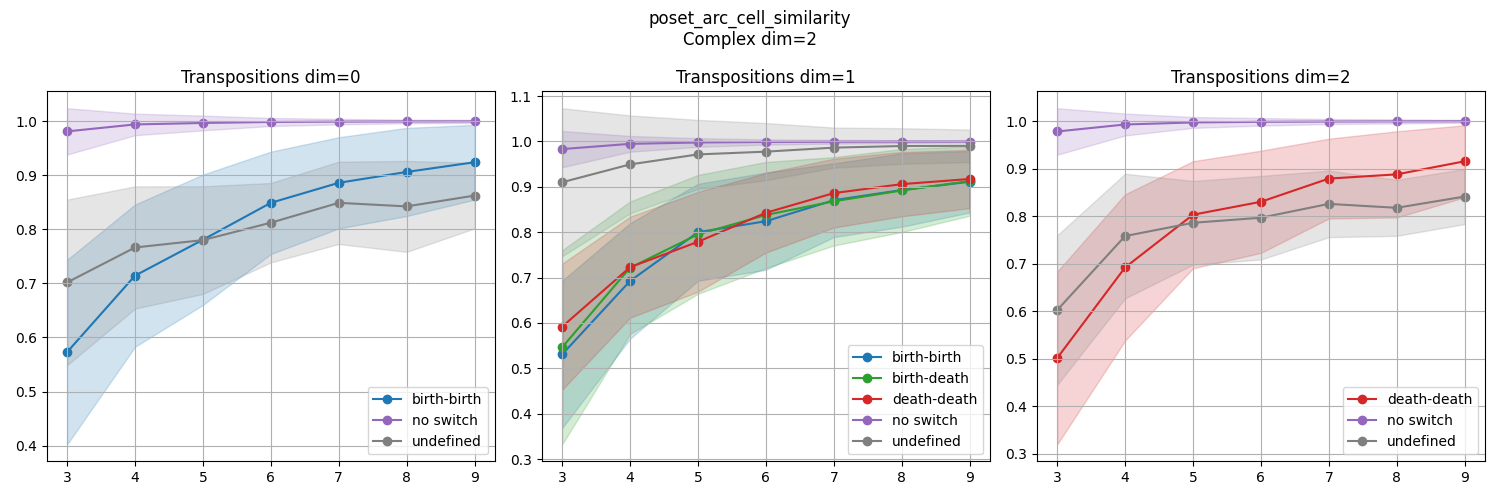 poset_arc_cell_similarity
Complex dim=2
Transpositions dim=0
1.0
0.9
0.8
0.7
0.6
0.5
0.4
3 4 5 6 7 8 9
birth-birth
no switch
undefined
Transpositions dim=1
1.1
1.0
0.9
0.8
0.7
0.6
0.5
0.4
0.3
3 4 5 6 7 8 9
birth-birth
birth-death
death-death
no switch
undefined
Transpositions dim=2
1.0
0.9
0.8
0.7
0.6
0.5
0.4
0.3
3 4 5 6 7 8 9
death-death
no switch
undefined